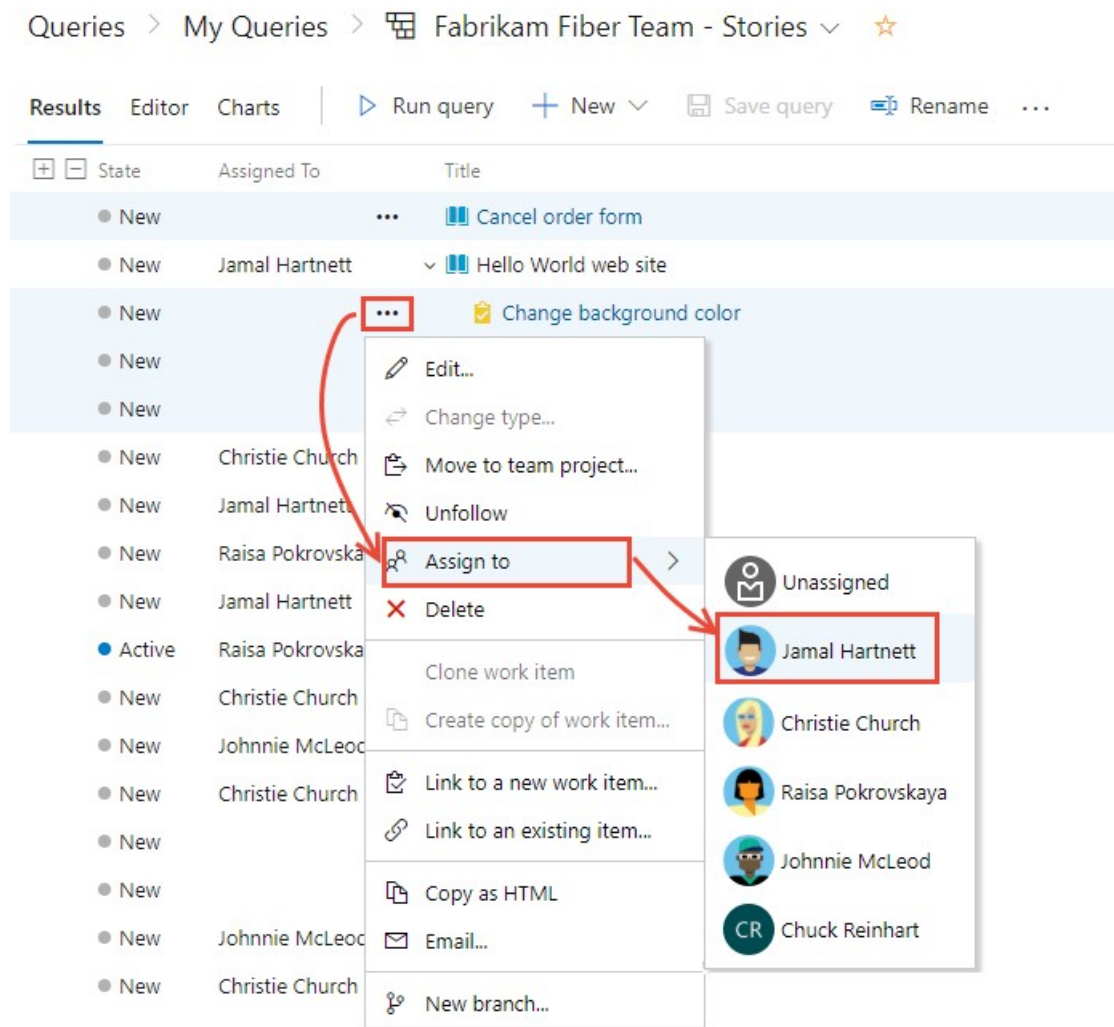 Queries > My Queries > Fabrikam Fiber Team - Stories
Results Editor Charts Run query New Save query Rename ...
State Assigned To Title
New ... Cancel order form
New Jamal Hartnett Hello World web site
New ... Change background color
New
Edit...
New
Change type...
New Christie Church
Move to team project...
New Jamal Hartnett
Unfollow
New Raisa Pokrovska
Assign to >
Unassigned
New Jamal Hartnett
Delete
Active Raisa Pokrovska
Jamal Hartnett
Clone work item
New Christie Church
Create copy of work item...
Christie Church
New Johnnie McLeod
Link to a new work item...
New Christie Church
Raisa Pokrovskaya
Link to an existing item...
New
Johnnie McLeod
New
Copy as HTML
New Johnnie McLeod
Email...
CR Chuck Reinhart
New Christie Church
New branch...